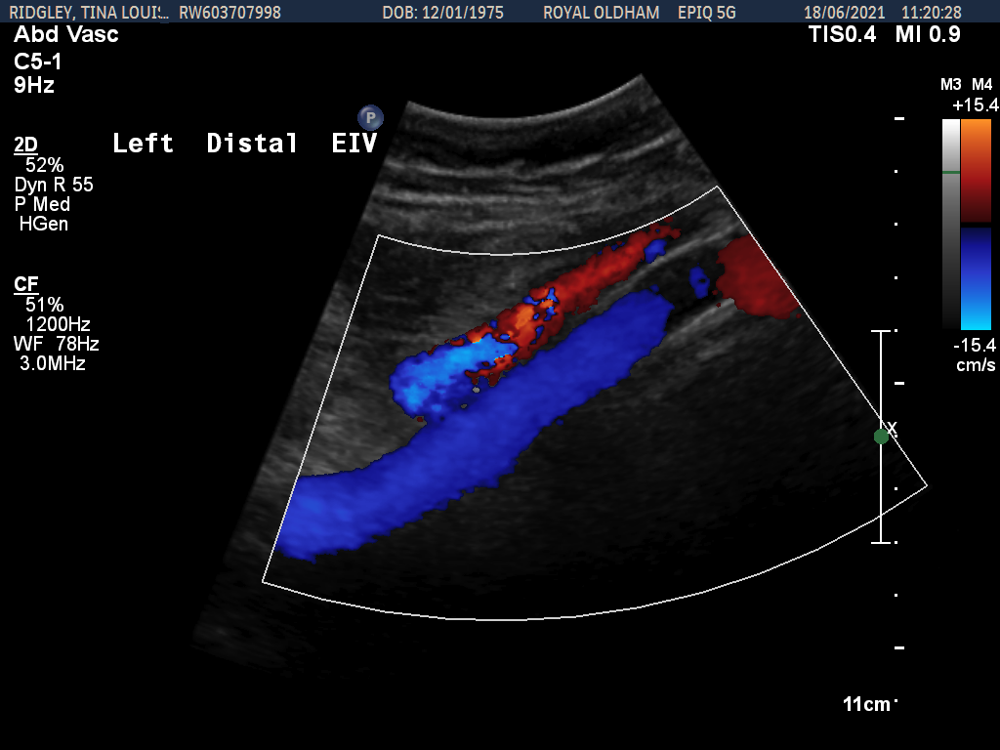 RIDGLEY, TINA LOUI... RW603707998 DOB: 12/01/1975 ROYAL OLDHAM EPIQ 5G 18/06/2021 11:20:28
Abd Vasc TIS0.4 MI 0.9
C5-1
9Hz
M3 M4
+15.4
P
Left Distal EIV
2D
52%
Dyn R 55
P Med
HGen
CF
51%
1200Hz
WF 78Hz
3.0MHz
-15.4
cm/s
X
11cm